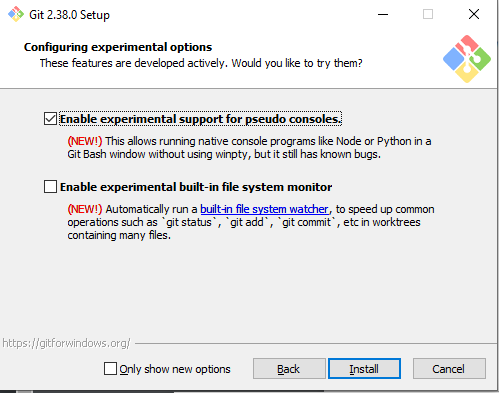 Git 2.38.0 Setup
Configuring experimental options
These features are developed actively. Would you like to try them?
Enable experimental support for pseudo consoles.
(NEW!) This allows running native console programs like Node or Python in a
Git Bash window without using winpty, but it still has known bugs.
Enable experimental built-in file system monitor
(NEW!) Automatically run a built-in file system watcher, to speed up common
operations such as `git status`, `git add`, `git commit`, etc in worktrees
containing many files.
https://gitforwindows.org/
Only show new options
Back
Install
Cancel